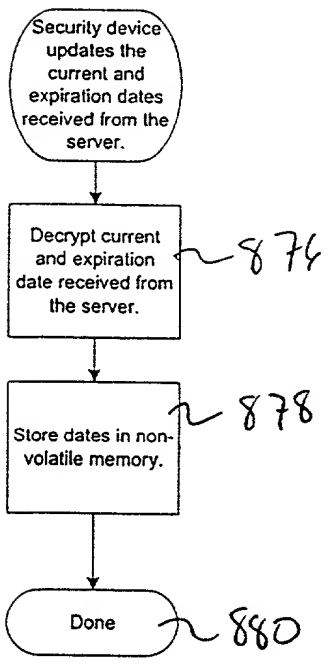 Security device
updates the
current and
expiration dates
received from the
server.
Decrypt current
and expiration
date received from
the server.
876
Store dates in non-
volatile memory.
878
Done
880